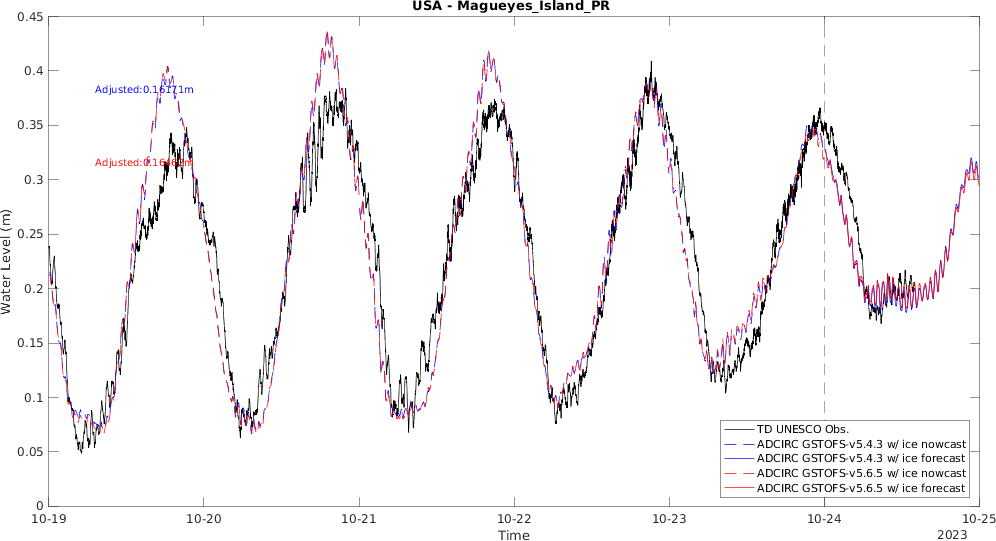 USA - Magueyes_Island_PR
0.45
0.4
0.35
0.3
0.25
0.2
0.15
0.1
0.05
0
Water Level (m)
Adjusted:0.16171m
10-19
10-20
10-21
10-22
10-23
10-24
10-25
Time
2023
TD UNESCO Obs.
ADCIRC GSTOFS-v5.4.3 w/ ice nowcast
ADCIRC GSTOFS-v5.4.3 w/ ice forecast
ADCIRC GSTOFS-v5.6.5 w/ ice nowcast
ADCIRC GSTOFS-v5.6.5 w/ ice forecast